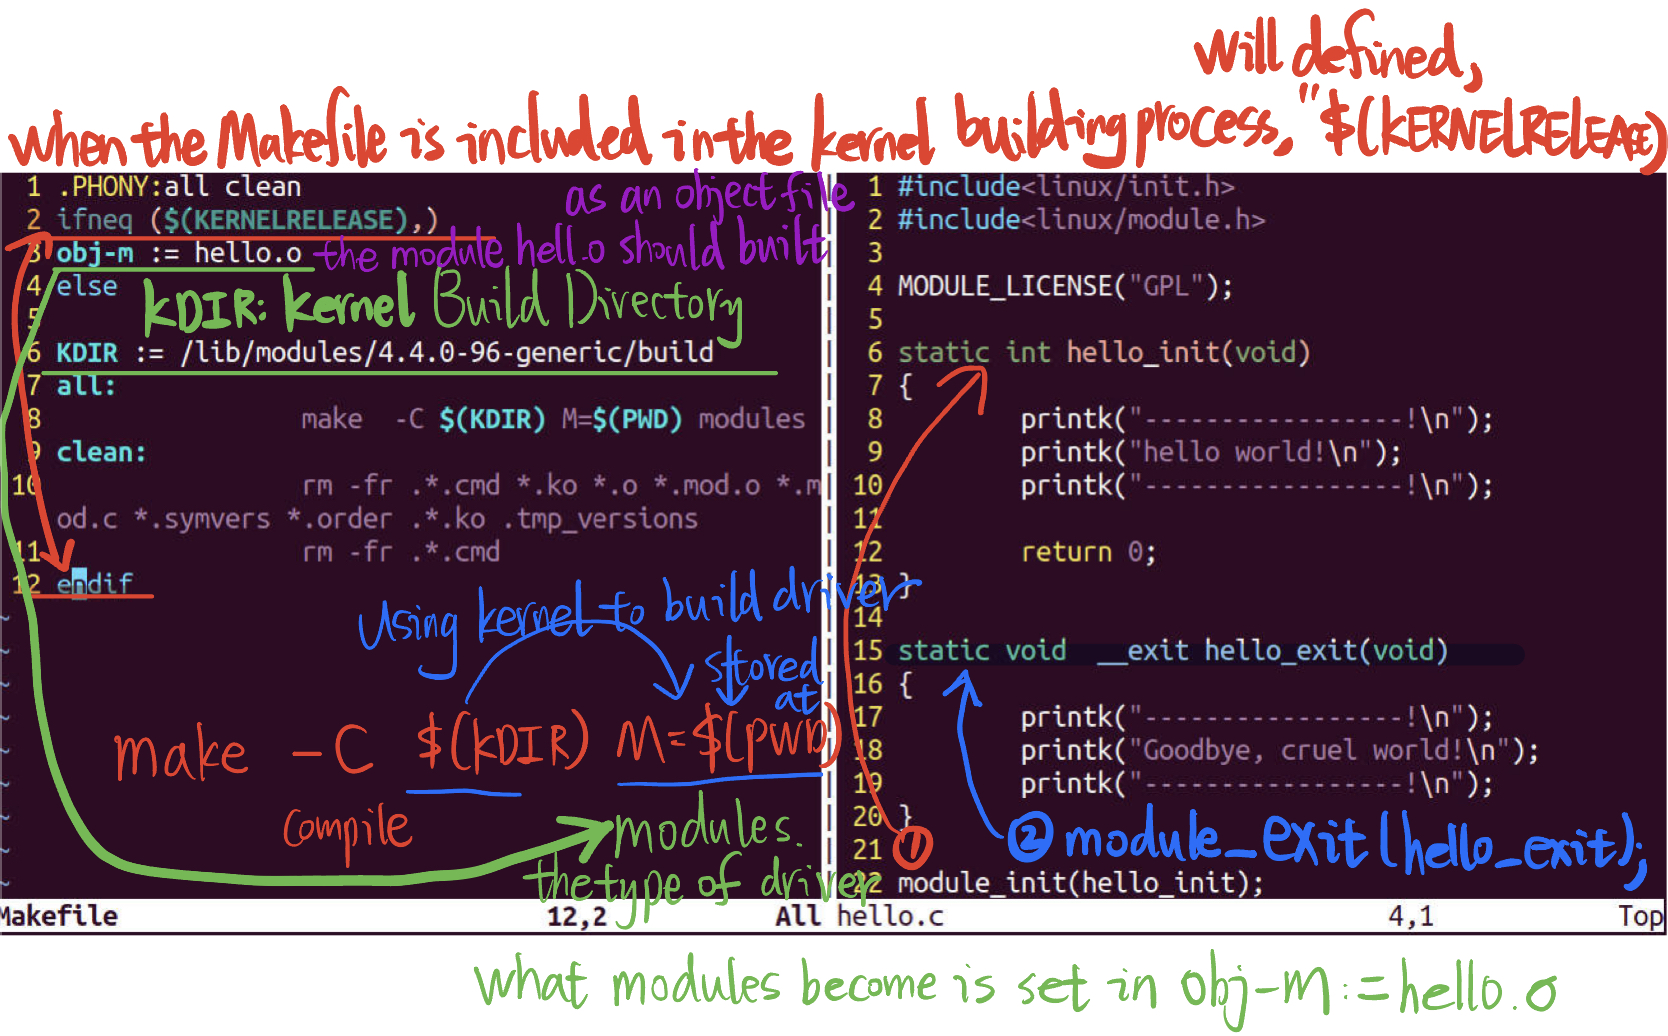 will defined,
when the Makefile is included in the kernel building process, "$(KERNELRELEASE)
1 .PHONY:all clean
as an object file
2 ifneq ($(KERNELRELEASE),)
3 obj-m := hello.o
the module hello.o should built
4 else
KDIR: Kernel Build Directory
5
6 KDIR := /lib/modules/4.4.0-96-generic/build
7 all:
8 make -C $(KDIR) M=$(PWD) modules
9 clean:
10 rm -fr .*.cmd *.ko *.o *.mod.o *.m
od.c *.symvers *.order .*.ko .tmp_versions
11 rm -fr .*.cmd
12 endif
~
Using kernel to build driver
~
stored
~
at
~
make -C $(KDIR) M=$(PWD)
~
compile
~
modules.
~
the type of driver
~
~
Makefile 12,2 All
1 #include<linux/init.h>
2 #include<linux/module.h>
3
4 MODULE_LICENSE("GPL");
5
6 static int hello_init(void)
7 {
8 printk("-----------------!\n");
9 printk("hello world!\n");
10 printk("-----------------!\n");
11
12 return 0;
13 }
14
15 static void __exit hello_exit(void)
16 {
17 printk("-----------------!\n");
18 printk("Goodbye, cruel world!\n");
19 printk("-----------------!\n");
20 }
21
① ② module_exit(hello_exit);
22 module_init(hello_init);
hello.c 4,1 Top
what modules become is set in obj-m:=hello.o